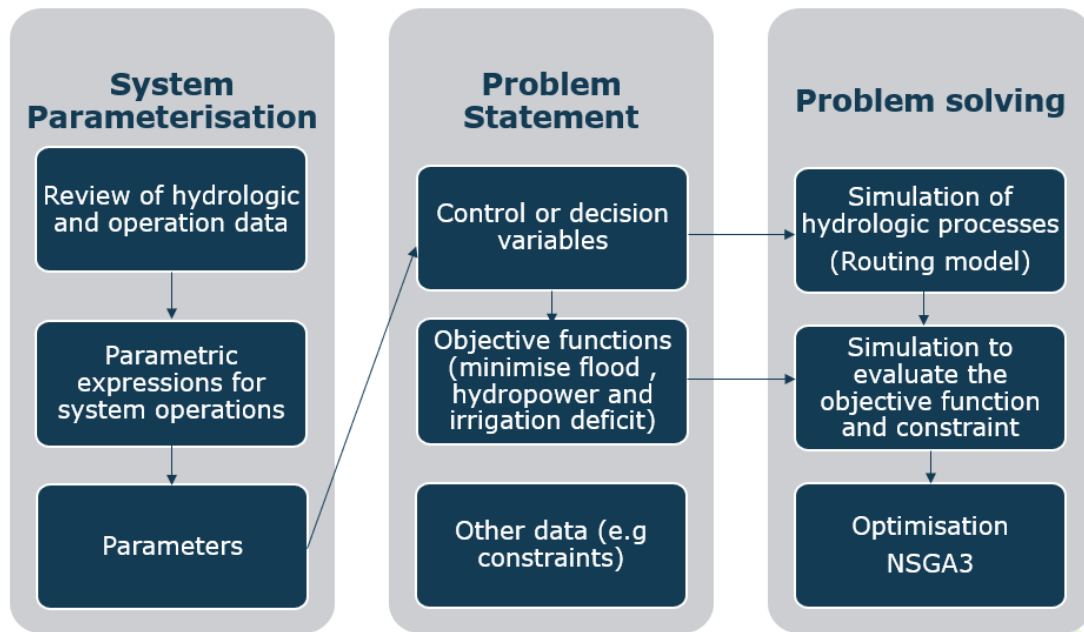 System
Parameterisation
Review of hydrologic
and operation data
Parametric
expressions for
system operations
Parameters
Problem
Statement
Control or decision
variables
Objective functions
(minimise flood ,
hydropower and
irrigation deficit)
Other data (e.g
constraints)
Problem solving
Simulation of
hydrologic processes
(Routing model)
Simulation to
evaluate the
objective function
and constraint
Optimisation
NSGA3